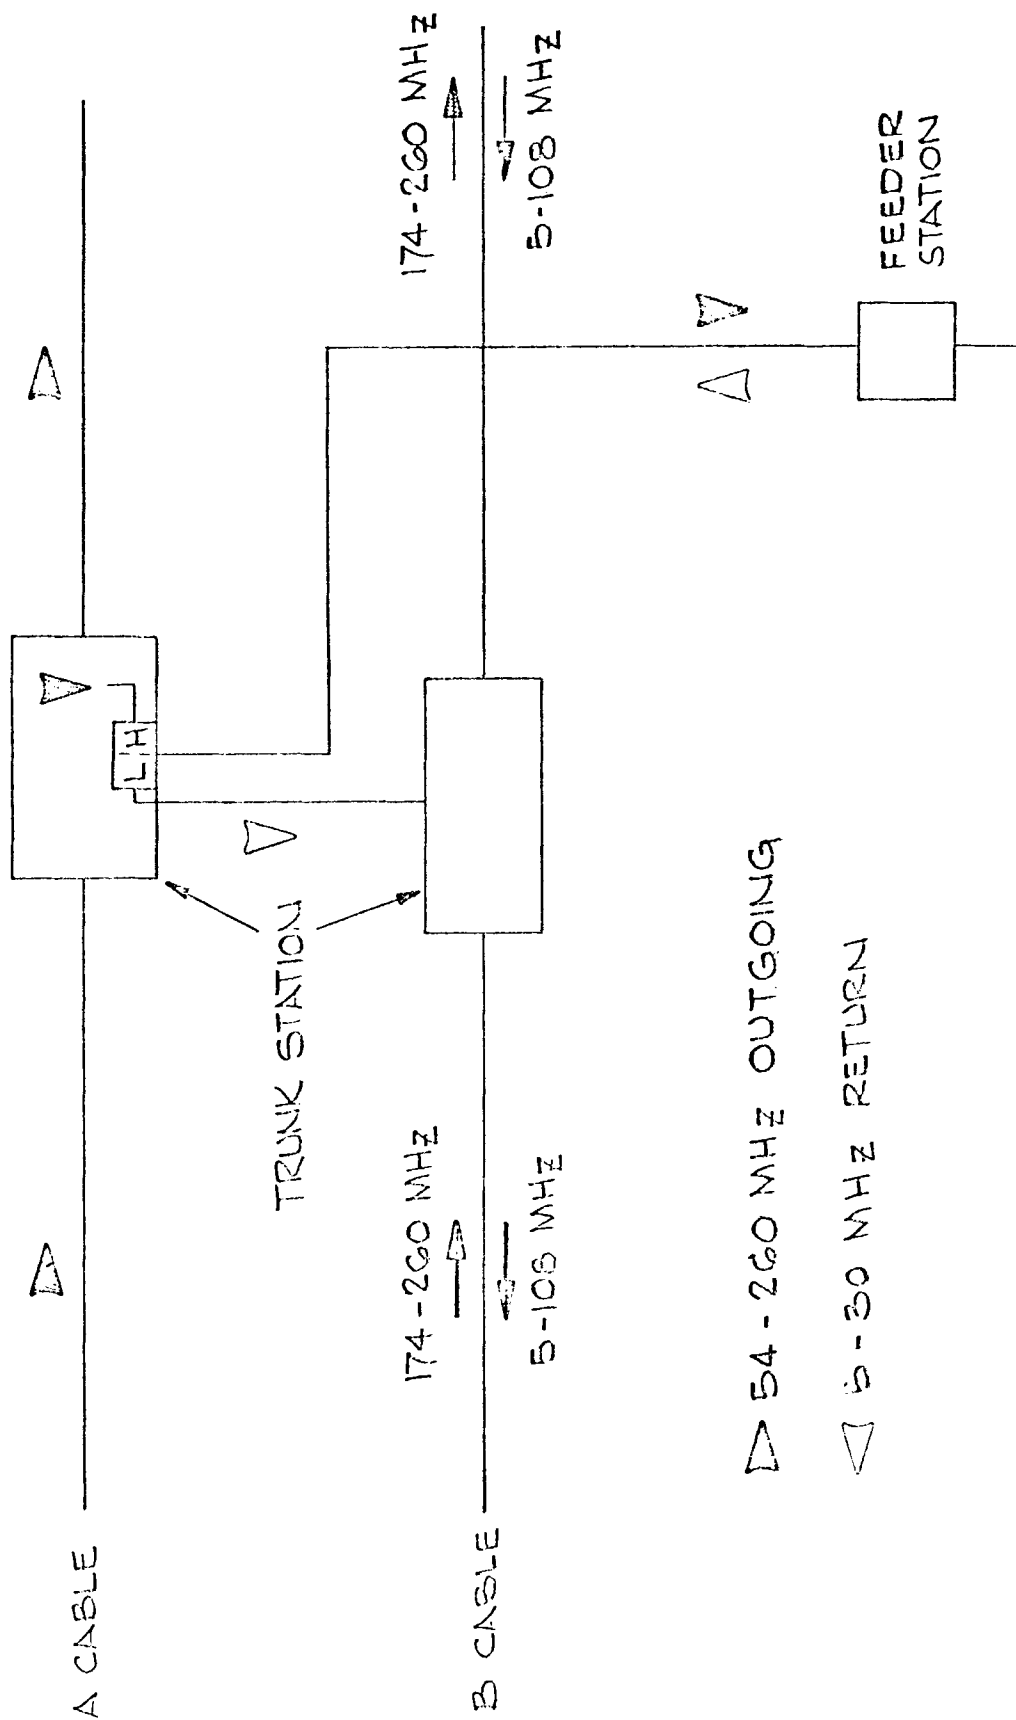 A CABLE
L H
TRUNK STATION
174-260 MHz
174-260 MHz
B CABLE
5-108 MHz
5-108 MHz
54-260 MHz OUTGOING
5-30 MHz RETURN
FEEDER
STATION